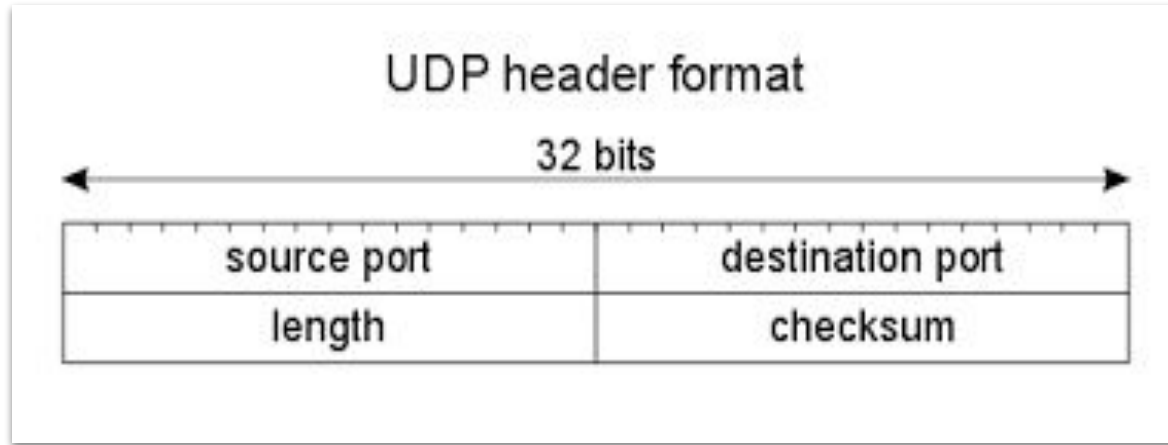 UDP header format
32 bits
source port destination port
length checksum